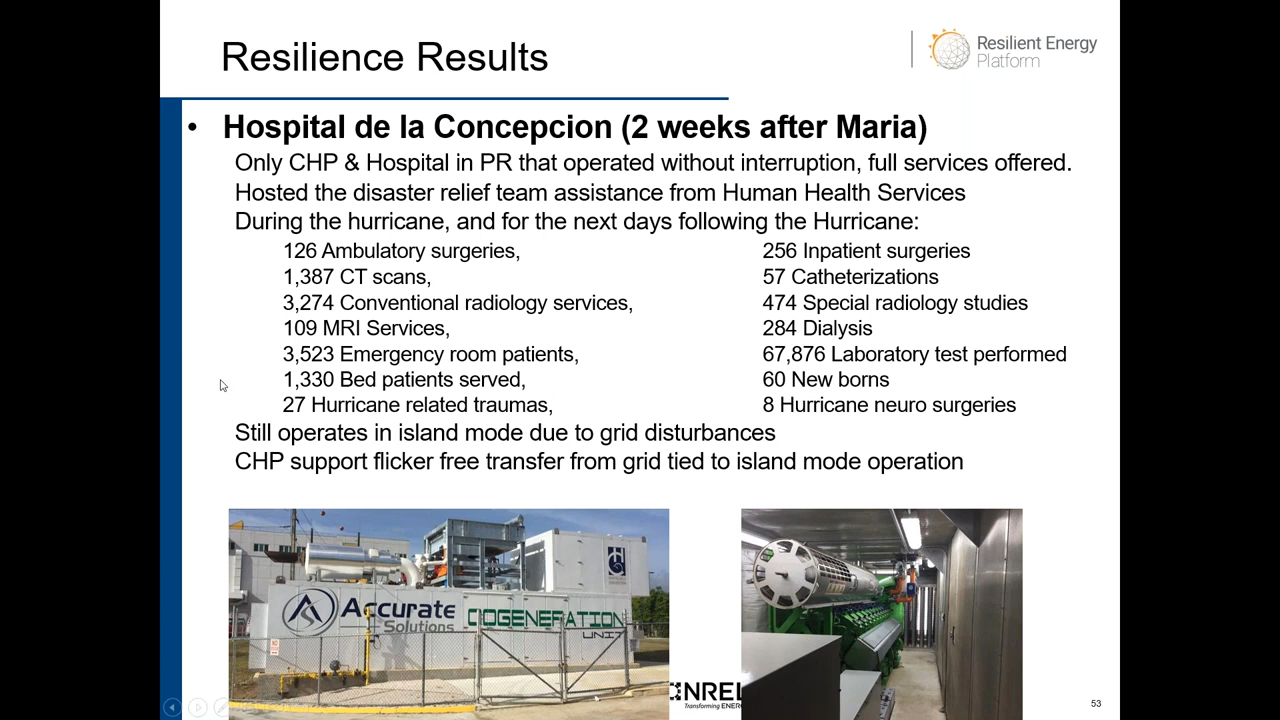 Resilience Results
Resilient Energy
Platform
• Hospital de la Concepcion (2 weeks after Maria)
Only CHP & Hospital in PR that operated without interruption, full services offered.
Hosted the disaster relief team assistance from Human Health Services
During the hurricane, and for the next days following the Hurricane:
126 Ambulatory surgeries,
256 Inpatient surgeries
1,387 CT scans,
57 Catheterizations
3,274 Conventional radiology services,
474 Special radiology studies
109 MRI Services,
284 Dialysis
3,523 Emergency room patients,
67,876 Laboratory test performed
1,330 Bed patients served,
60 New borns
27 Hurricane related traumas,
8 Hurricane neuro surgeries
Still operates in island mode due to grid disturbances
CHP support flicker free transfer from grid tied to island mode operation
Accurate
Solutions
COGENERATION
UNIT
NREL
Transforming ENER
53